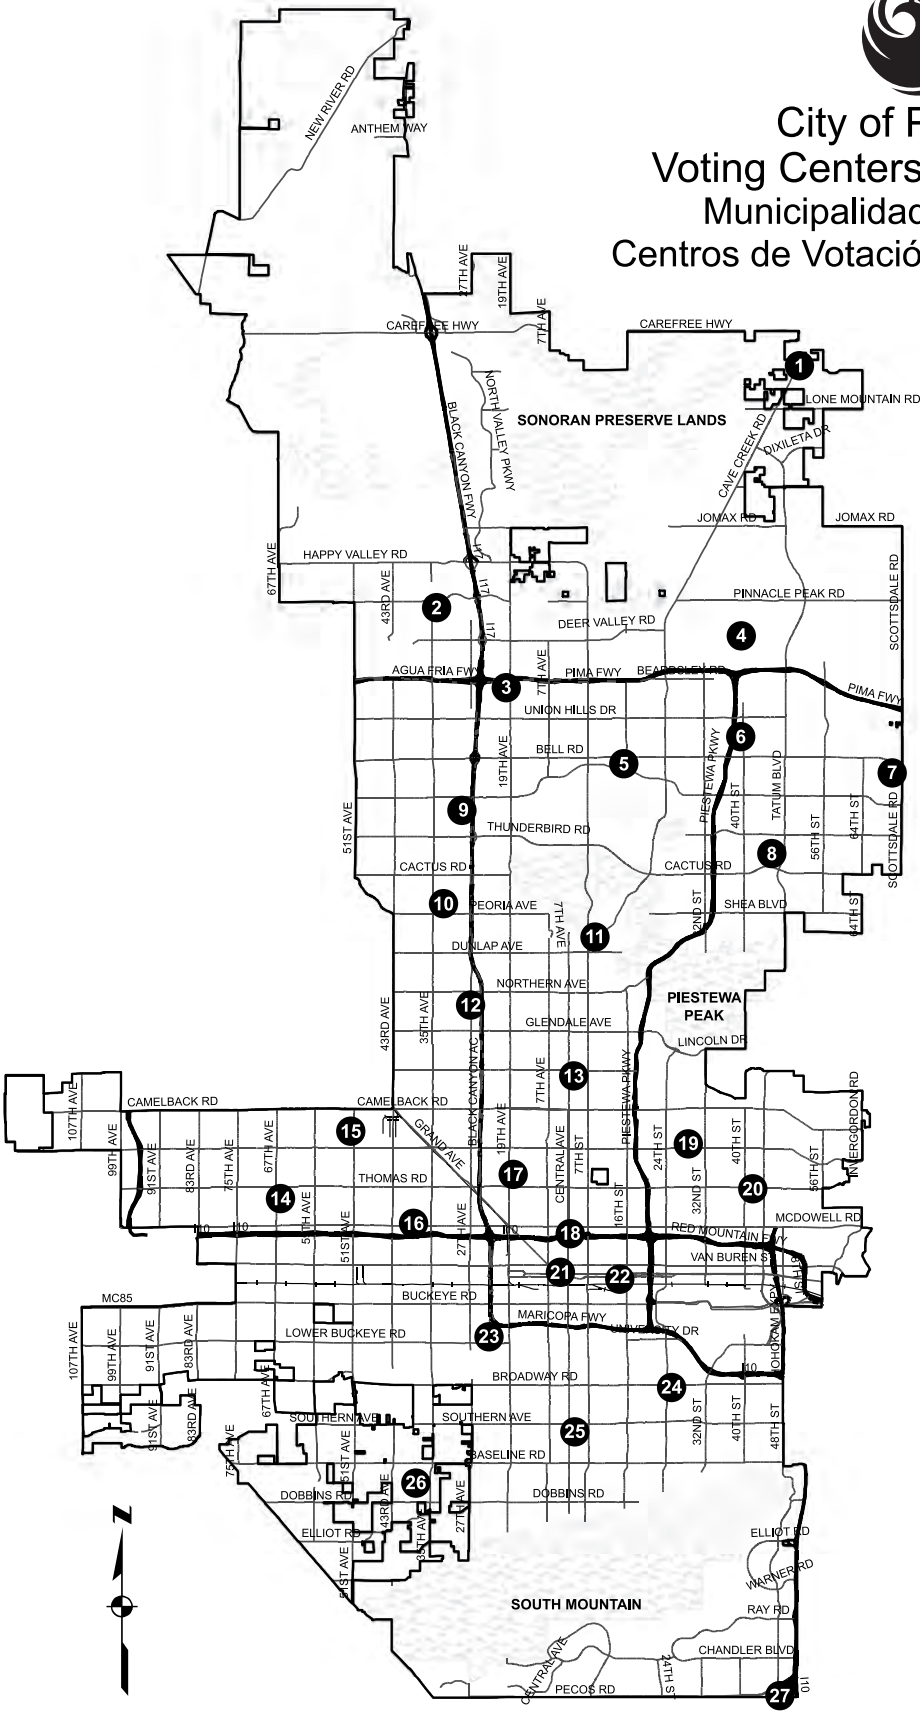 City of P
Voting Centers
Municipalidad
Centros de Votació
NEW RIVER RD
ANTHEM WAY
27TH AVE
19TH AVE
7TH AVE
CAREFREE HWY
CAREFREE HWY
1
LONE MOUNTAIN RD
NORTH VALLEY PKWY
BLACK CANYON FWY
SONORAN PRESERVE LANDS
CAVE CREEK RD
DIXILETA DR
JOMAX RD
JOMAX RD
67TH AVE
HAPPY VALLEY RD
I17
43RD AVE
I17
2
PINNACLE PEAK RD
SCOTTSDALE RD
DEER VALLEY RD
I17
4
AGUA FRIA FWY
7TH AVE
PIMA FWY
BEARDSLEY RD
3
PIMA FWY
UNION HILLS DR
6
BELL RD
19TH AVE
5
PIESTEWA PKWY
40TH ST
TATUM BLVD
7
51ST AVE
9
THUNDERBIRD RD
56TH ST
64TH ST
SCOTTSDALE RD
8
CACTUS RD
CACTUS RD
10
PEORIA AVE
7TH AVE
SHEA BLVD
64TH ST
11
DUNLAP AVE
NORTHERN AVE
12
PIESTEWA
PEAK
43RD AVE
35TH AVE
GLENDALE AVE
LINCOLN DR
BLACK CANYON AC
7TH AVE
13
PIESTEWA PKWY
107TH AVE
CAMELBACK RD
CAMELBACK RD
99TH AVE
91ST AVE
83RD AVE
75TH AVE
67TH AVE
15
GRAND AVE
19TH AVE
CENTRAL AVE
7TH ST
24TH ST
19
32ND ST
40TH ST
56TH ST
INVERGORDON RD
14
THOMAS RD
17
16TH ST
20
55TH AVE
51ST AVE
16
27TH AVE
18
MCDOWELL RD
I10
I10
I10
RED MOUNTAIN FWY
VAN BUREN ST
21
22
BUCKEYE RD
MC85
MARICOPA FWY
UNIVERSITY DR
HOHOKAM EXPY
LOWER BUCKEYE RD
23
107TH AVE
99TH AVE
91ST AVE
83RD AVE
67TH AVE
BROADWAY RD
I10
24
91ST AVE
83RD AVE
75TH AVE
SOUTHERN AVE
SOUTHERN AVE
25
32ND ST
40TH ST
48TH ST
51ST AVE
BASELINE RD
26
DOBBINS RD
43RD AVE
27TH AVE
DOBBINS RD
ELLIOT RD
35TH AVE
ELLIOT RD
51ST AVE
WARNER RD
Z
SOUTH MOUNTAIN
RAY RD
CENTRAL AVE
24TH ST
CHANDLER BLVD
PECOS RD
27
I10